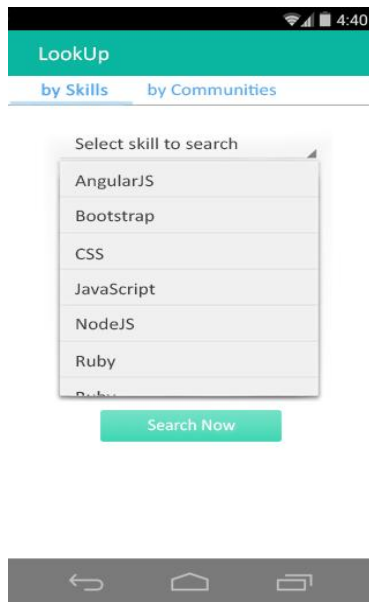 4:40
LookUp
by Skills by Communities
Select skill to search
AngularJS
Bootstrap
CSS
JavaScript
NodeJS
Ruby
Ruby
Search Now